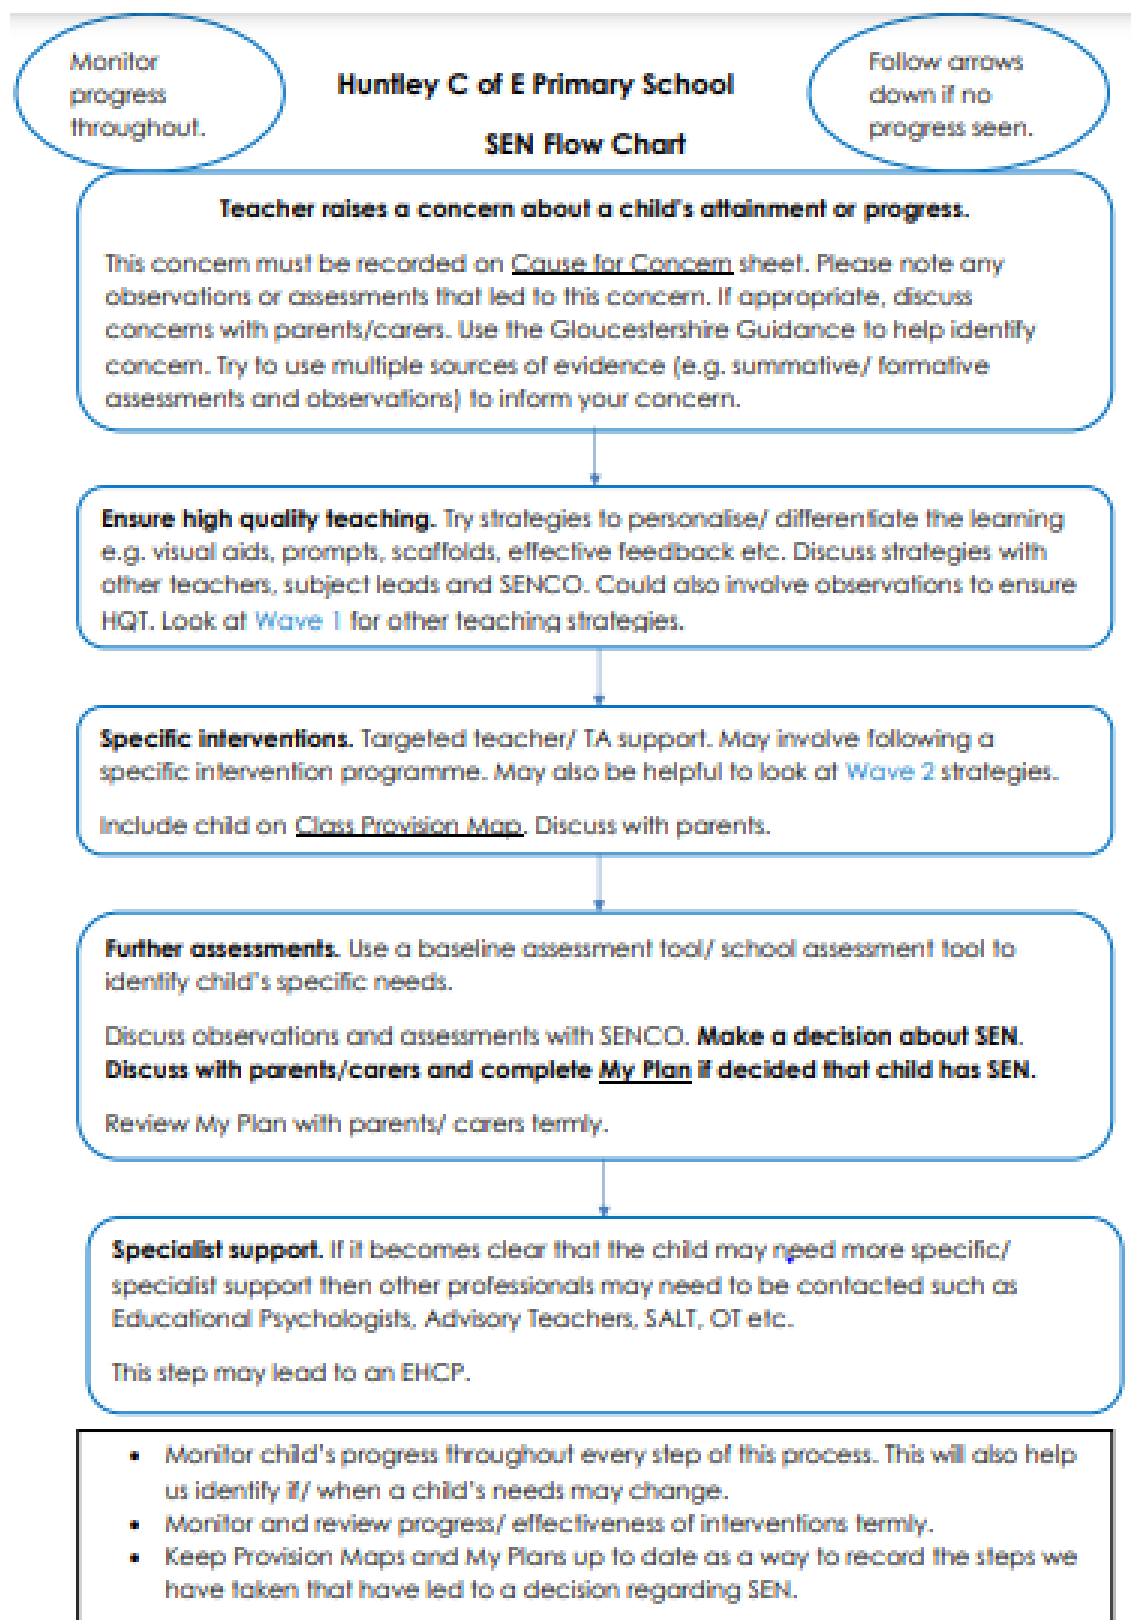 Monitor
progress
throughout.
Huntley C of E Primary School
SEN Flow Chart
Follow arrows
down if no
progress seen.
Teacher raises a concern about a child's attainment or progress.
This concern must be recorded on Cause for Concern sheet. Please note any
observations or assessments that led to this concern. If appropriate, discuss
concerns with parents/carers. Use the Gloucestershire Guidance to help identify
concern. Try to use multiple sources of evidence (e.g. summative/ formative
assessments and observations) to inform your concern.
Ensure high quality teaching. Try strategies to personalise/ differentiate the learning
e.g. visual aids, prompts, scaffolds, effective feedback etc. Discuss strategies with
other teachers, subject leads and SENCO. Could also involve observations to ensure
HQT. Look at Wave 1 for other teaching strategies.
Specific interventions. Targeted teacher/ TA support. May involve following a
specific intervention programme. May also be helpful to look at Wave 2 strategies.
Include child on Class Provision Map. Discuss with parents.
Further assessments. Use a baseline assessment tool/ school assessment tool to
identify child's specific needs.
Discuss observations and assessments with SENCO. Make a decision about SEN.
Discuss with parents/carers and complete My Plan if decided that child has SEN.
Review My Plan with parents/ carers termly.
Specialist support. If it becomes clear that the child may need more specific/
specialist support then other professionals may need to be contacted such as
Educational Psychologists, Advisory Teachers, SALT, OT etc.
This step may lead to an EHCP.
• Monitor child's progress throughout every step of this process. This will also help
us identify if/ when a child's needs may change.
• Monitor and review progress/ effectiveness of interventions termly.
• Keep Provision Maps and My Plans up to date as a way to record the steps we
have taken that have led to a decision regarding SEN.